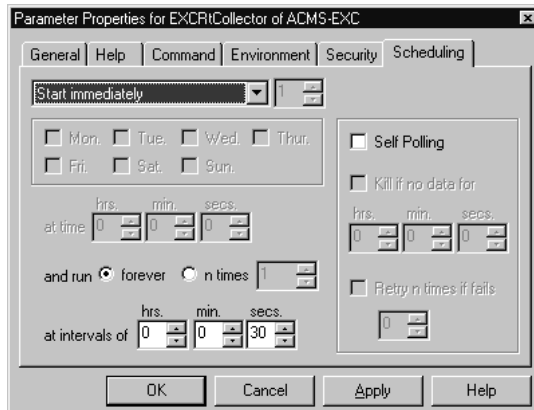 Parameter Properties for EXCRtCollector of ACMS-EXC
General Help Command Environment Security Scheduling
Start immediately 1
Mon. Tue. Wed. Thur.
Fri. Sat. Sun.
hrs. min. secs.
at time 0 0 0
and run forever n times 1
hrs. min. secs.
at intervals of 0 0 30
Self Polling
Kill if no data for
hrs. min. secs.
0 0 0
Retry n times if fails
0
OK Cancel Apply Help